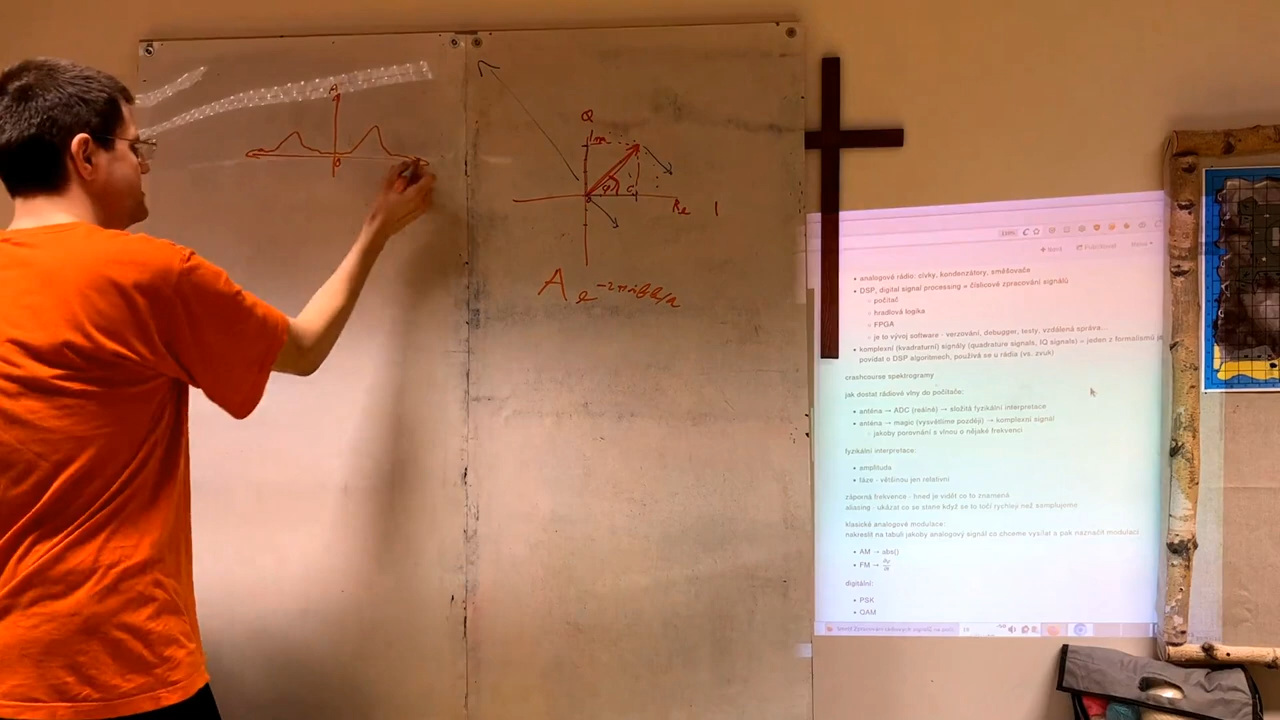 A
0
Q
Im
φ
Re I
A e
+ Nová Publikovat Menu
• analogové rádio: cívky, kondenzátory, směšovače
• DSP, digital signal processing = číslicové zpracování signálů
○ počítač
○ hradlová logika
○ FPGA
○ je to vývoj software - verzování, debugger, testy, vzdálená správa...
• komplexní (kvadraturní) signály (quadrature signals, IQ signals) = jeden z formalismů
povídat o DSP algoritmech, používá se u rádia (vs. zvuk)
crashcourse spektrogramy
jak dostat rádiové vlny do počítače:
• anténa → ADC (reálné) → složitá fyzikální interpretace
• anténa → magic (vysvětlíme později) → komplexní signál
○ jakoby porovnání s vlnou o nějaké frekvenci
fyzikální interpretace:
• amplituda
• fáze - většinou jen relativní
záporná frekvence - hned je vidět co to znamená
aliasing - ukázat co se stane když se to točí rychleji než samplujeme
klasické analogové modulace:
nakreslit na tabuli jakoby analogový signál co chceme vysílat a pak naznačit modulaci
• AM → abs()
• FM → ∂φ/∂t
digitální:
• PSK
• QAM